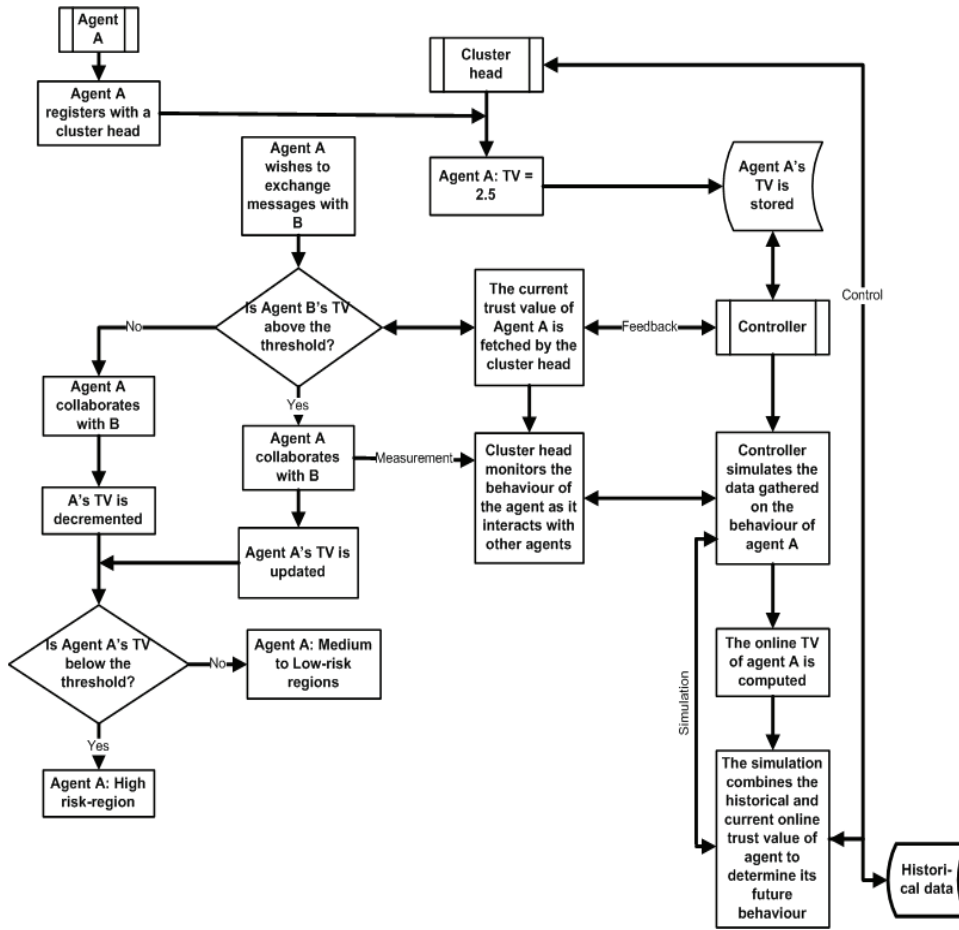 Agent
A
Agent A
registers with a
cluster head
Cluster
head
Agent A
wishes to
exchange
messages with
B
Agent A: TV =
2.5
Agent A's
TV is
stored
Is Agent B's TV
above the
threshold?
No
Yes
The current
trust value of
Agent A is
fetched by the
cluster head
Feedback
Controller
Control
Agent A
collaborates
with B
Agent A
collaborates
with B
Measurement
Cluster head
monitors the
behaviour of
the agent as it
interacts with
other agents
Controller
simulates the
data gathered
on the
behaviour of
agent A
A's TV is
decremented
Agent A's TV is
updated
Is Agent A's TV
below the
threshold?
No
Agent A: Medium
to Low-risk
regions
Yes
Agent A: High
risk-region
The online TV
of agent A is
computed
Simulation
The simulation
combines the
historical and
current online
trust value of
agent to
determine its
future
behaviour
Histori-
cal data